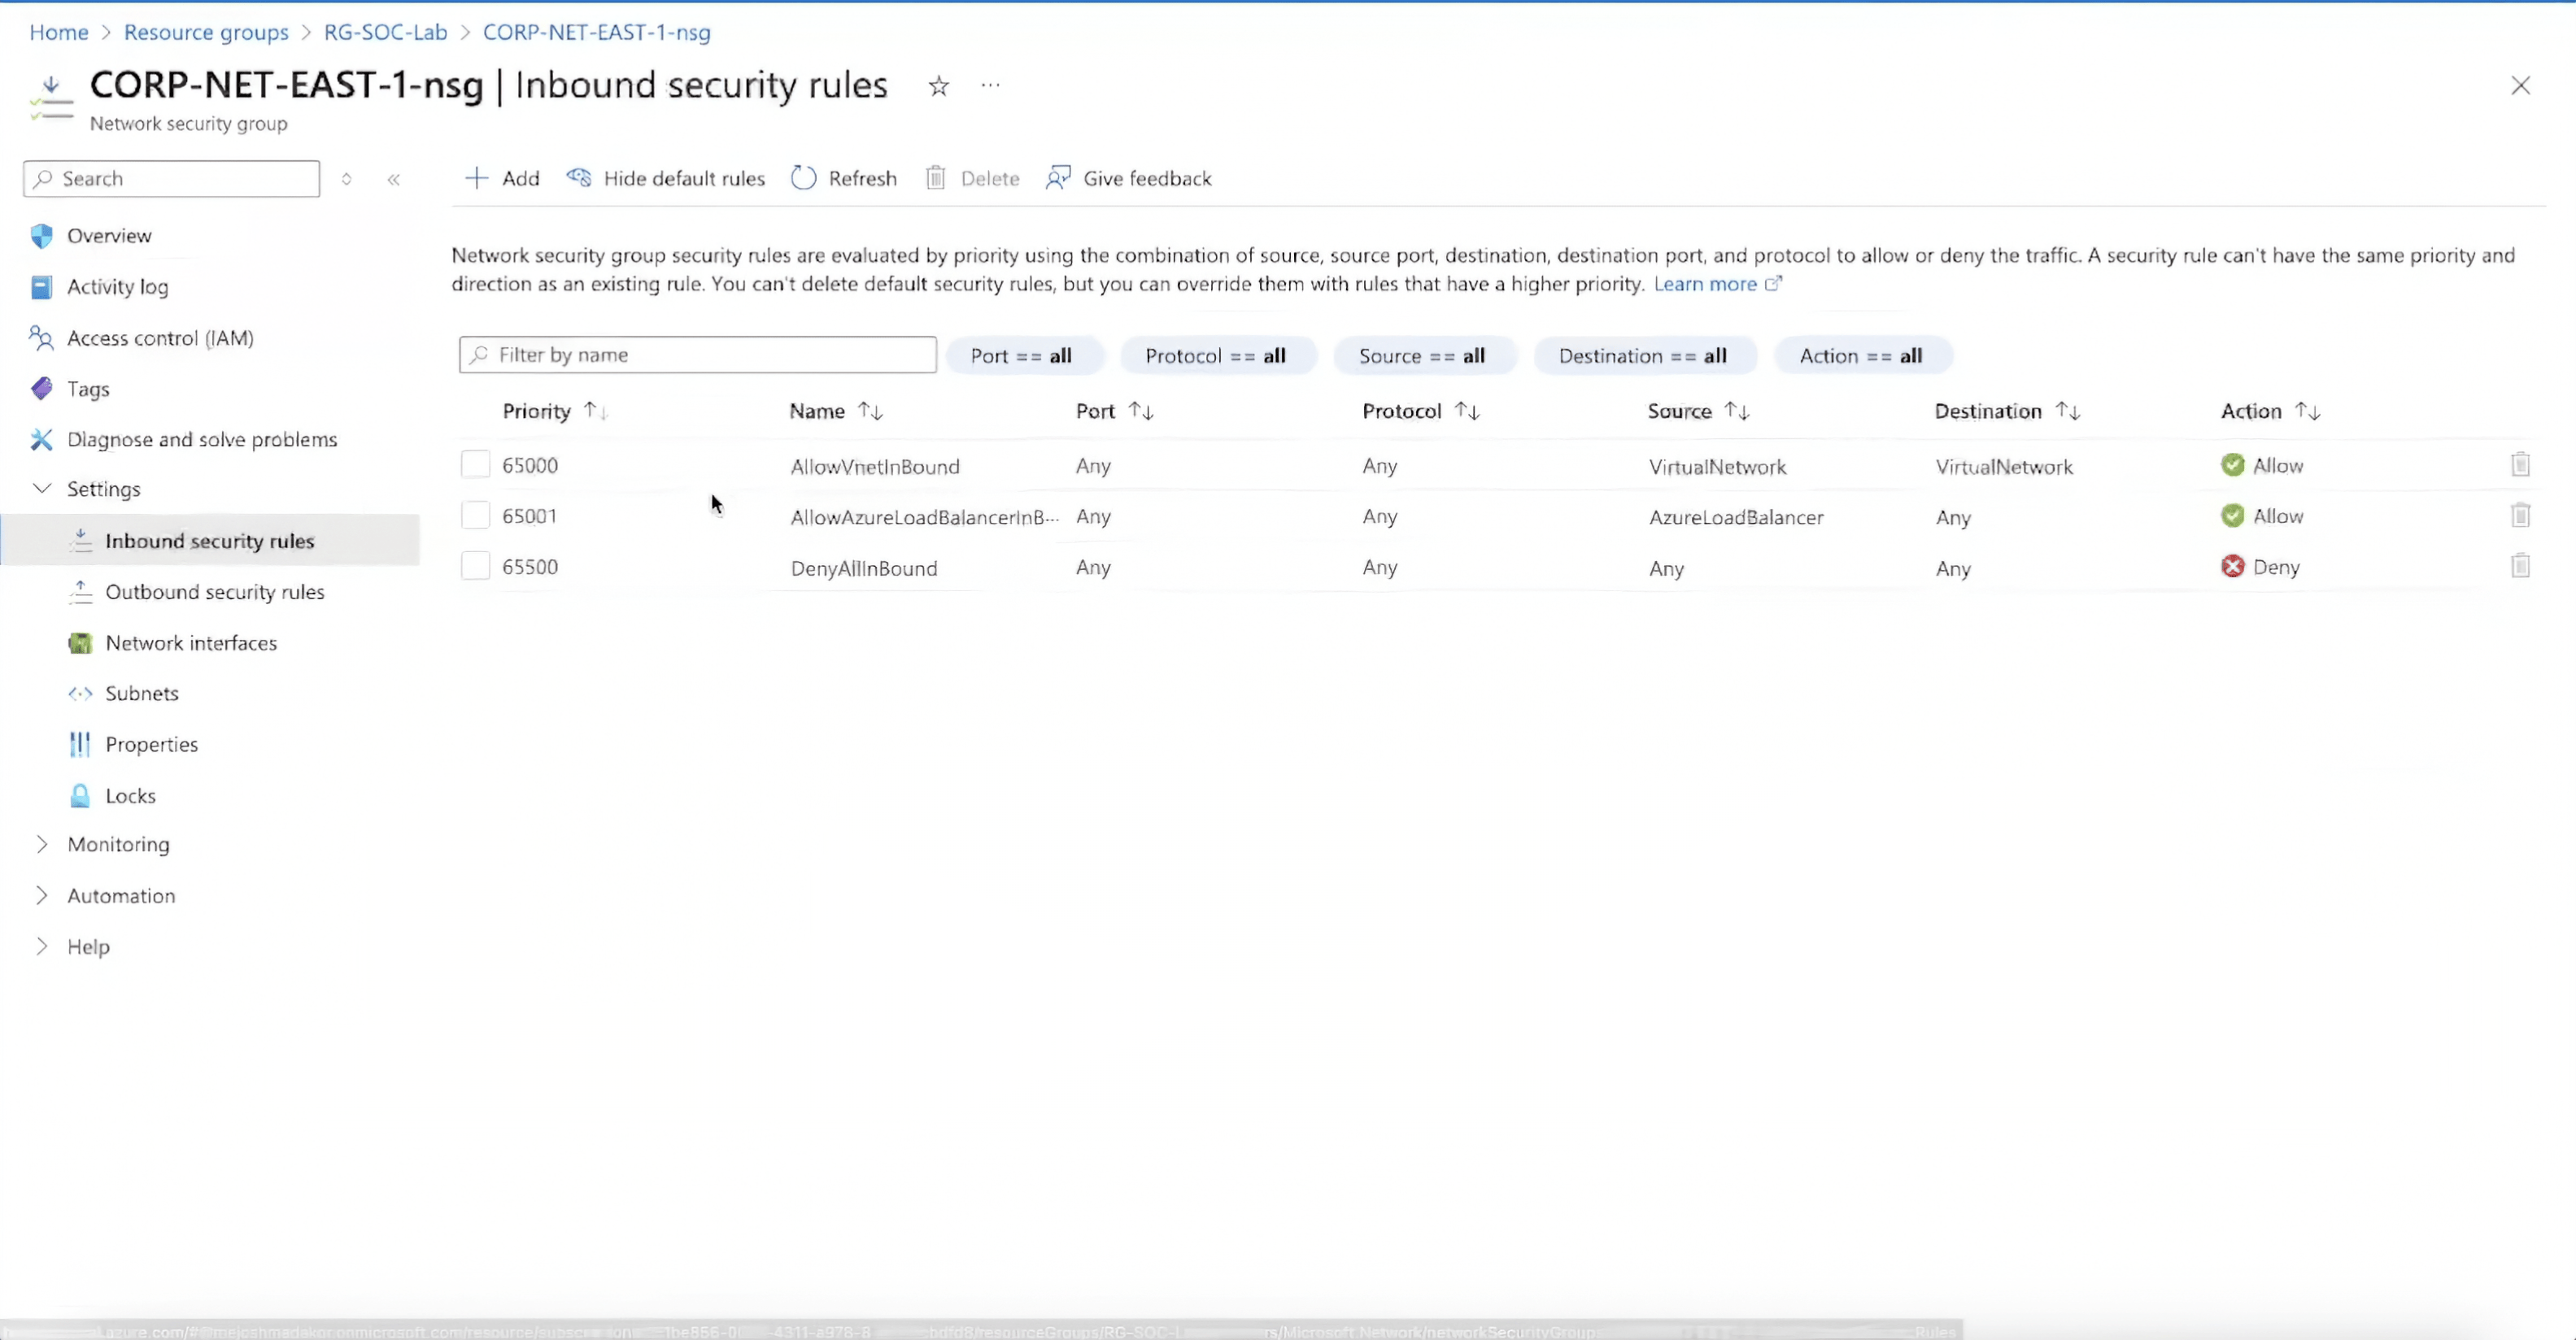 Home > Resource groups > RG-SOC-Lab > CORP-NET-EAST-1-nsg
CORP-NET-EAST-1-nsg | Inbound security rules
Network security group
Search
Add Hide default rules Refresh Delete Give feedback
Overview
Activity log
Access control (IAM)
Tags
Diagnose and solve problems
Settings
Inbound security rules
Outbound security rules
Network interfaces
Subnets
Properties
Locks
Monitoring
Automation
Help
Network security group security rules are evaluated by priority using the combination of source, source port, destination, destination port, and protocol to allow or deny the traffic. A security rule can't have the same priority and
direction as an existing rule. You can't delete default security rules, but you can override them with rules that have a higher priority. Learn more
Filter by name Port == all Protocol == all Source == all Destination == all Action == all
Priority Name Port Protocol Source Destination Action
65000 AllowVnetInBound Any Any VirtualNetwork VirtualNetwork Allow
65001 AllowAzureLoadBalancerInB... Any Any AzureLoadBalancer Any Allow
65500 DenyAllInBound Any Any Any Any Deny